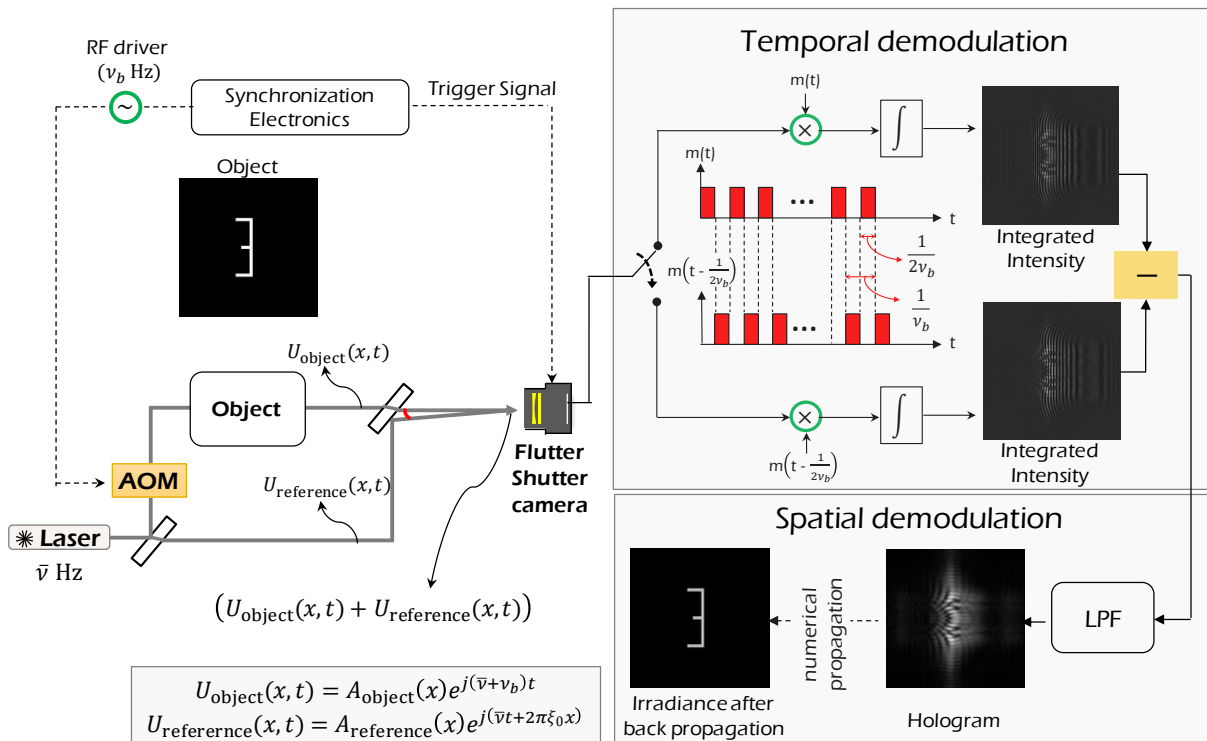 RF driver
(ν_b Hz)
∼
Synchronization
Electronics
Trigger Signal
Object
U_object(x,t)
Object
AOM
U_reference(x,t)
Laser
ν̅ Hz
Flutter
Shutter
camera
(U_object(x,t) + U_reference(x,t))
U_object(x,t) = A_object(x)e^{j(ν̅+ν_b)t}
U_referernce(x,t) = A_reference(x)e^{j(ν̅t+2πξ_0x)}
Temporal demodulation
m(t)
×
∫
m(t)
...
t
1/(2ν_b)
m(t - 1/(2ν_b))
1/ν_b
...
t
×
∫
m(t - 1/(2ν_b))
Integrated
Intensity
−
Integrated
Intensity
Spatial demodulation
numerical
propagation
LPF
Irradiance after
back propagation
Hologram